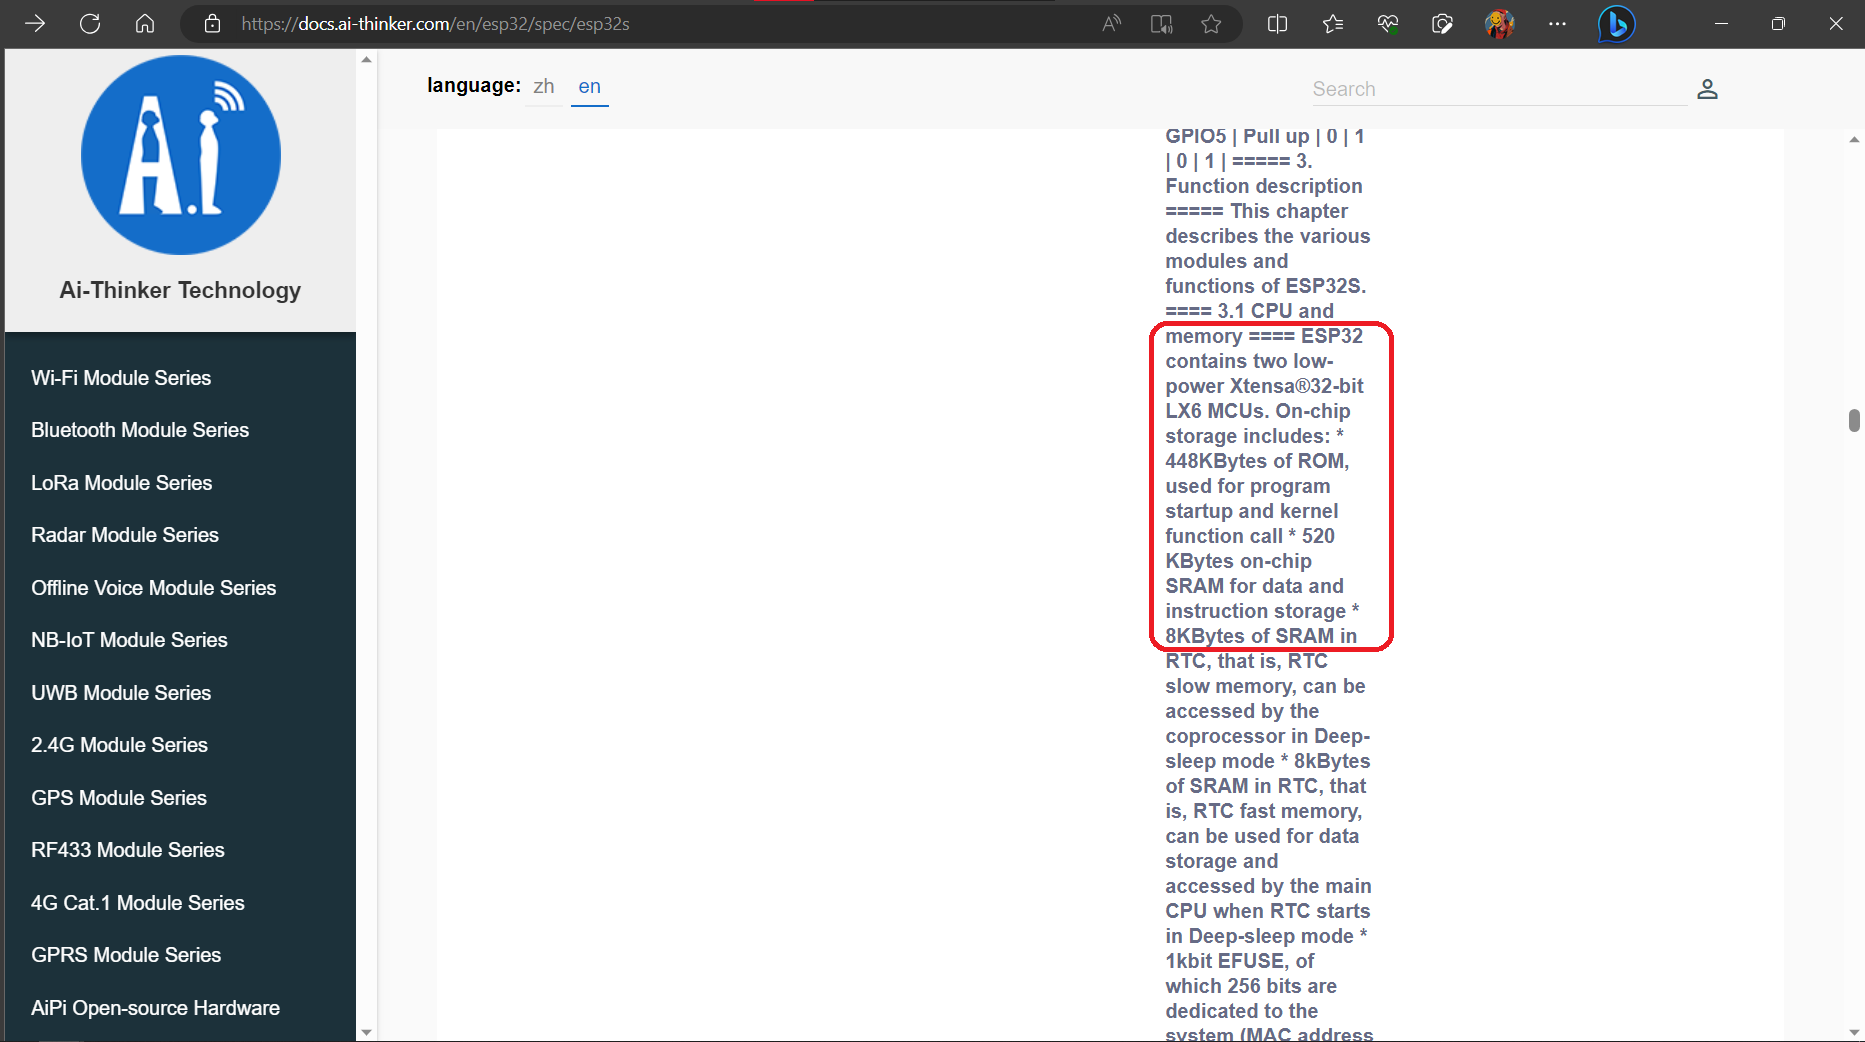 https://docs.ai-thinker.com/en/esp32/spec/esp32s
A.i
Ai-Thinker Technology
Wi-Fi Module Series
Bluetooth Module Series
LoRa Module Series
Radar Module Series
Offline Voice Module Series
NB-IoT Module Series
UWB Module Series
2.4G Module Series
GPS Module Series
RF433 Module Series
4G Cat.1 Module Series
GPRS Module Series
AiPi Open-source Hardware
language: zh en
Search
GPIO5 | Pull up | 0 | 1
| 0 | 1 | ===== 3.
Function description
===== This chapter
describes the various
modules and
functions of ESP32S.
==== 3.1 CPU and
memory ==== ESP32
contains two low-
power Xtensa®32-bit
LX6 MCUs. On-chip
storage includes: *
448KBytes of ROM,
used for program
startup and kernel
function call * 520
KBytes on-chip
SRAM for data and
instruction storage *
8KBytes of SRAM in
RTC, that is, RTC
slow memory, can be
accessed by the
coprocessor in Deep-
sleep mode * 8kBytes
of SRAM in RTC, that
is, RTC fast memory,
can be used for data
storage and
accessed by the main
CPU when RTC starts
in Deep-sleep mode *
1kbit EFUSE, of
which 256 bits are
dedicated to the
system (MAC address